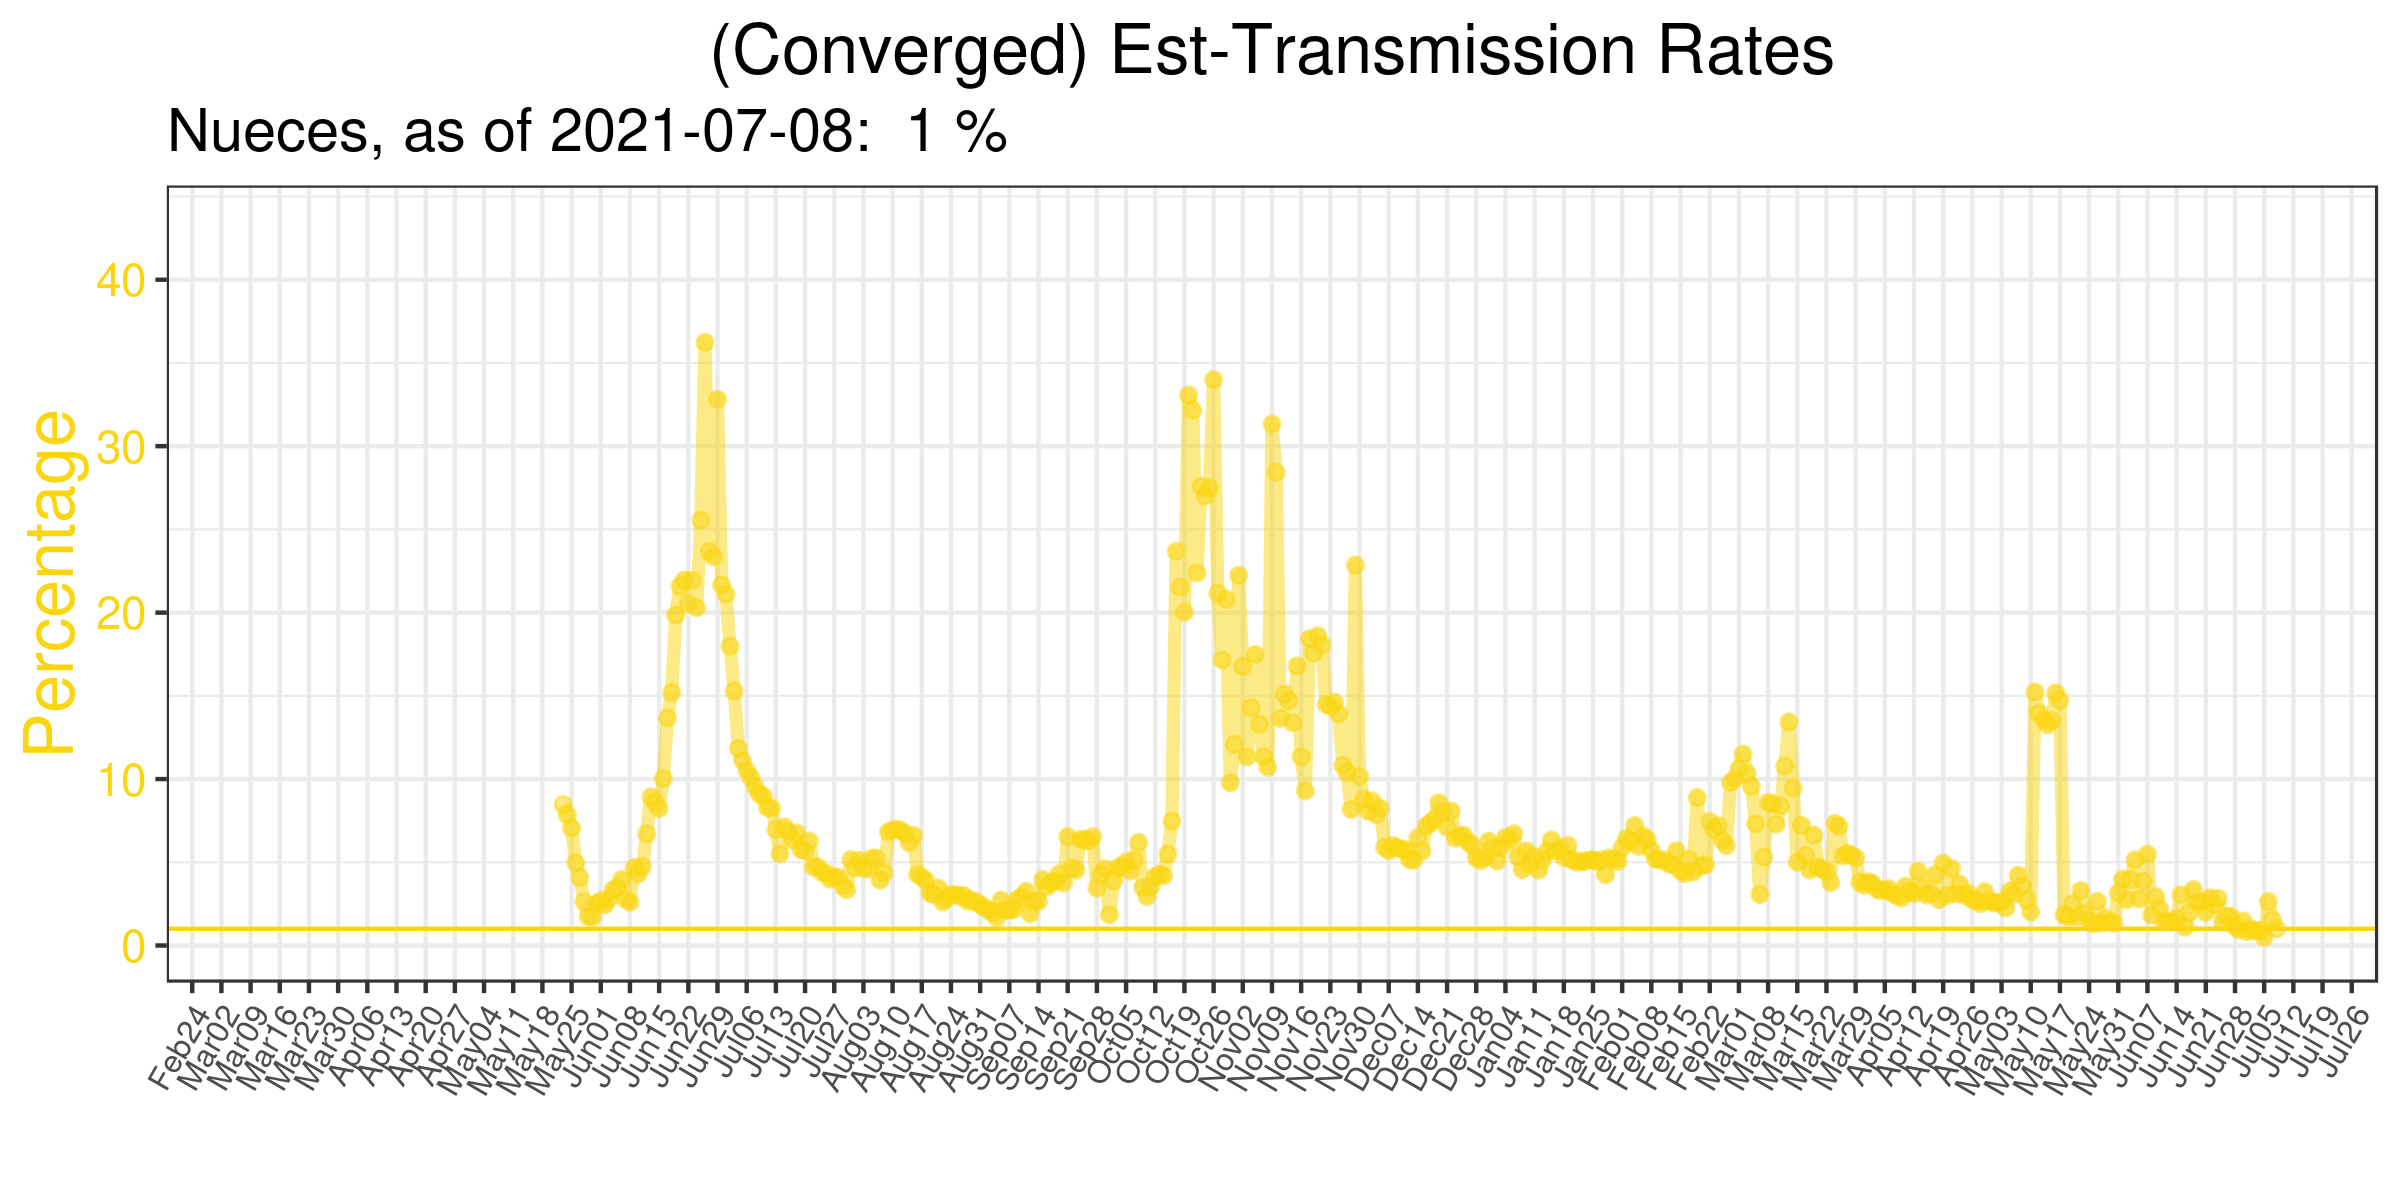 (Converged) Est-Transmission Rates
Nueces, as of 2021-07-08:  1 %
Percentage
40
30
20
10
0
Feb24
Mar02
Mar09
Mar16
Mar23
Mar30
Apr06
Apr13
Apr20
Apr27
May04
May11
May18
May25
Jun01
Jun08
Jun15
Jun22
Jun29
Jul06
Jul13
Jul20
Jul27
Aug03
Aug10
Aug17
Aug24
Aug31
Sep07
Sep14
Sep21
Sep28
Oct05
Oct12
Oct19
Oct26
Nov02
Nov09
Nov16
Nov23
Nov30
Dec07
Dec14
Dec21
Dec28
Jan04
Jan11
Jan18
Jan25
Feb01
Feb08
Feb15
Feb22
Mar01
Mar08
Mar15
Mar22
Mar29
Apr05
Apr12
Apr19
Apr26
May03
May10
May17
May24
May31
Jun07
Jun14
Jun21
Jun28
Jul05
Jul12
Jul19
Jul26